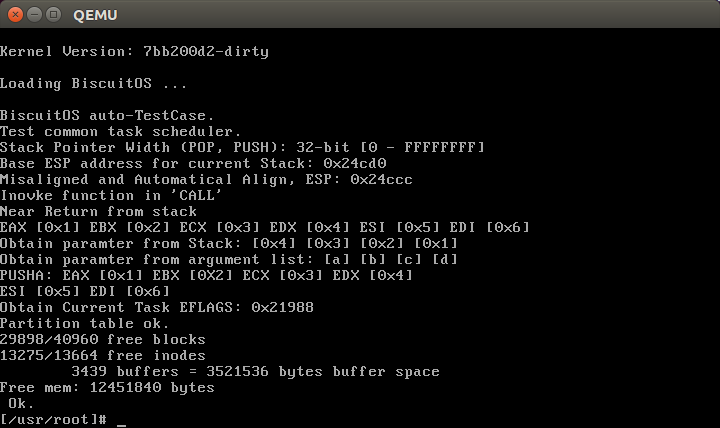 QEMU
Kernel Version: 7bb200d2-dirty
Loading BiscuitOS ...
BiscuitOS auto-TestCase.
Test common task scheduler.
Stack Pointer Width (POP, PUSH): 32-bit [0 - FFFFFFFF]
Base ESP address for current Stack: 0x24cd0
Misaligned and Automatical Align, ESP: 0x24ccc
Inovke function in 'CALL'
Near Return from stack
EAX [0x1] EBX [0x2] ECX [0x3] EDX [0x4] ESI [0x5] EDI [0x6]
Obtain paramter from Stack: [0x4] [0x3] [0x2] [0x1]
Obtain paramter from argument list: [a] [b] [c] [d]
PUSHA: EAX [0x1] EBX [0X2] ECX [0x3] EDX [0x4]
ESI [0x5] EDI [0x6]
Obtain Current Task EFLAGS: 0x21988
Partition table ok.
29898/40960 free blocks
13275/13664 free inodes
3439 buffers = 3521536 bytes buffer space
Free mem: 12451840 bytes
Ok.
[/usr/root]# _